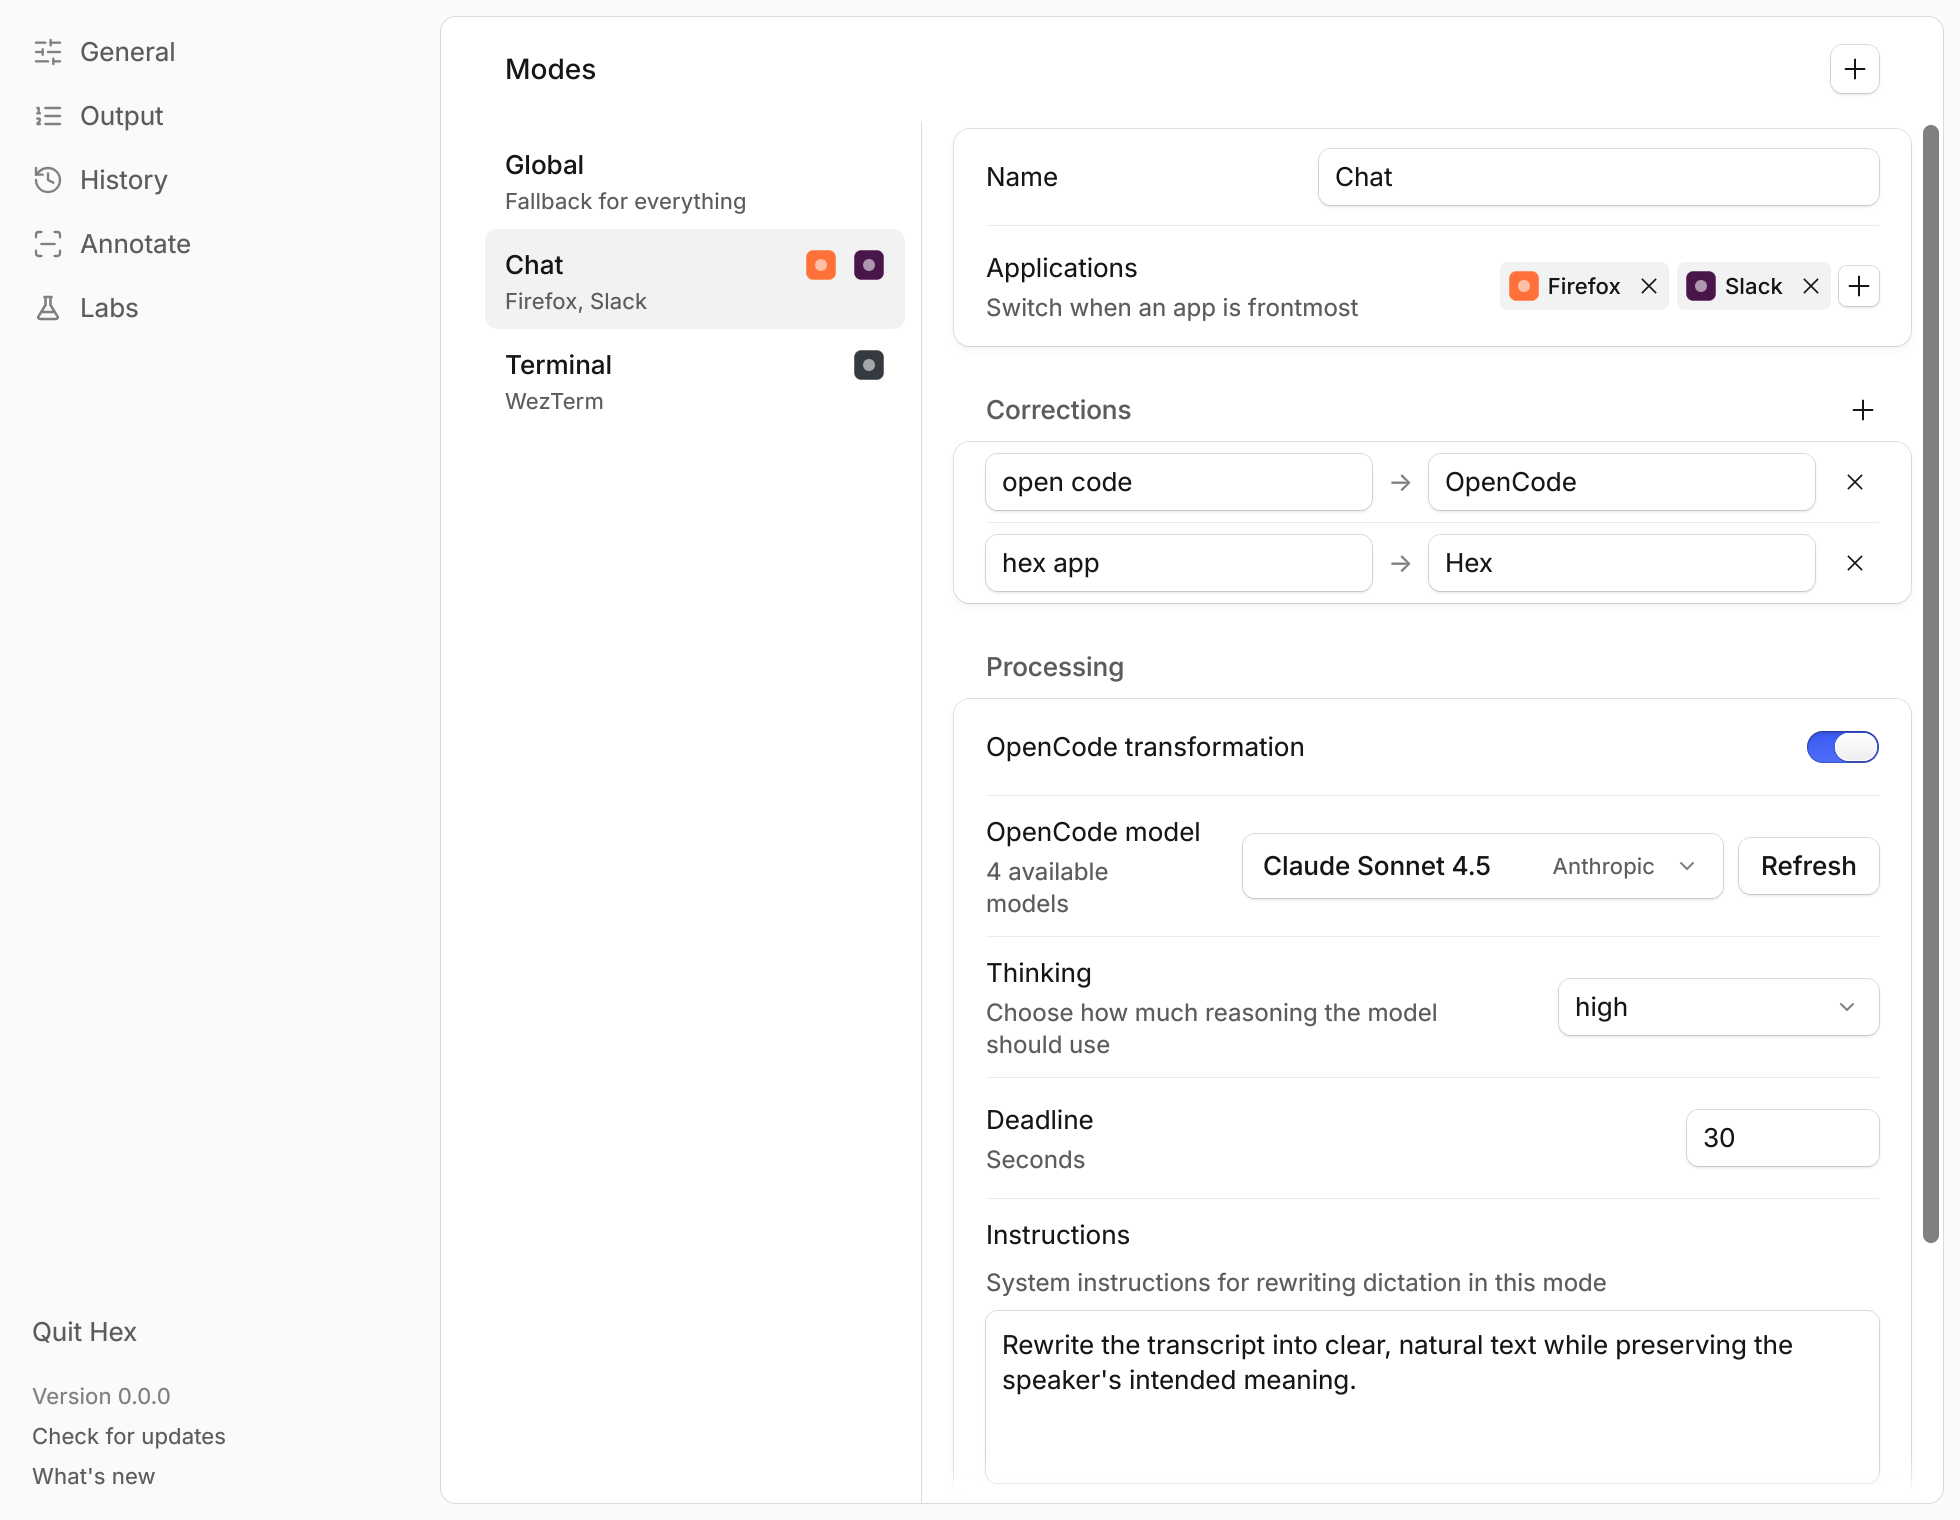 General
Output
History
Annotate
Labs
Quit Hex
Version 0.0.0
Check for updates
What's new
Modes
Global
Fallback for everything
Chat
Firefox, Slack
Terminal
WezTerm
Name
Chat
Applications
Switch when an app is frontmost
Firefox
Slack
Corrections
open code → OpenCode
hex app → Hex
Processing
OpenCode transformation
OpenCode model
4 available
models
Claude Sonnet 4.5 Anthropic
Refresh
Thinking
Choose how much reasoning the model
should use
high
Deadline
Seconds
30
Instructions
System instructions for rewriting dictation in this mode
Rewrite the transcript into clear, natural text while preserving the
speaker's intended meaning.